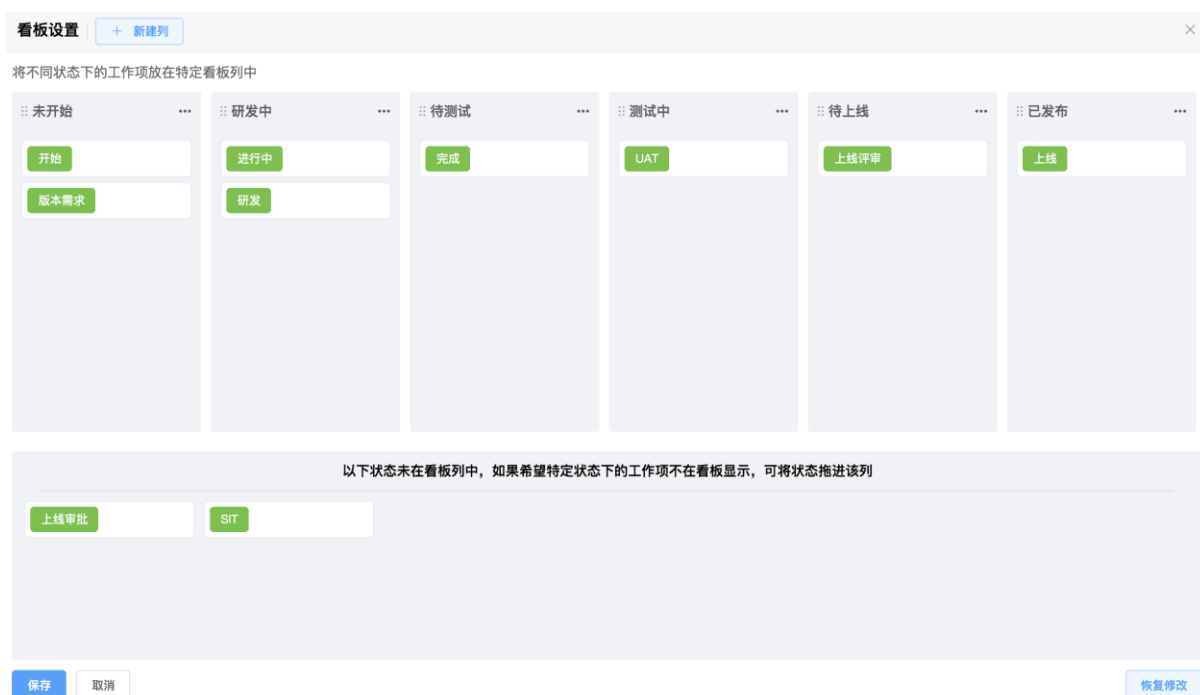 看板设置 + 新建列
将不同状态下的工作项放在特定看板列中
未开始 研发中 待测试 测试中 待上线 已发布
开始 进行中 完成 UAT 上线评审 上线
版本需求 研发
以下状态未在看板列中，如果希望特定状态下的工作项不在看板显示，可将状态拖进该列
上线审批 SIT
保存 取消 恢复修改